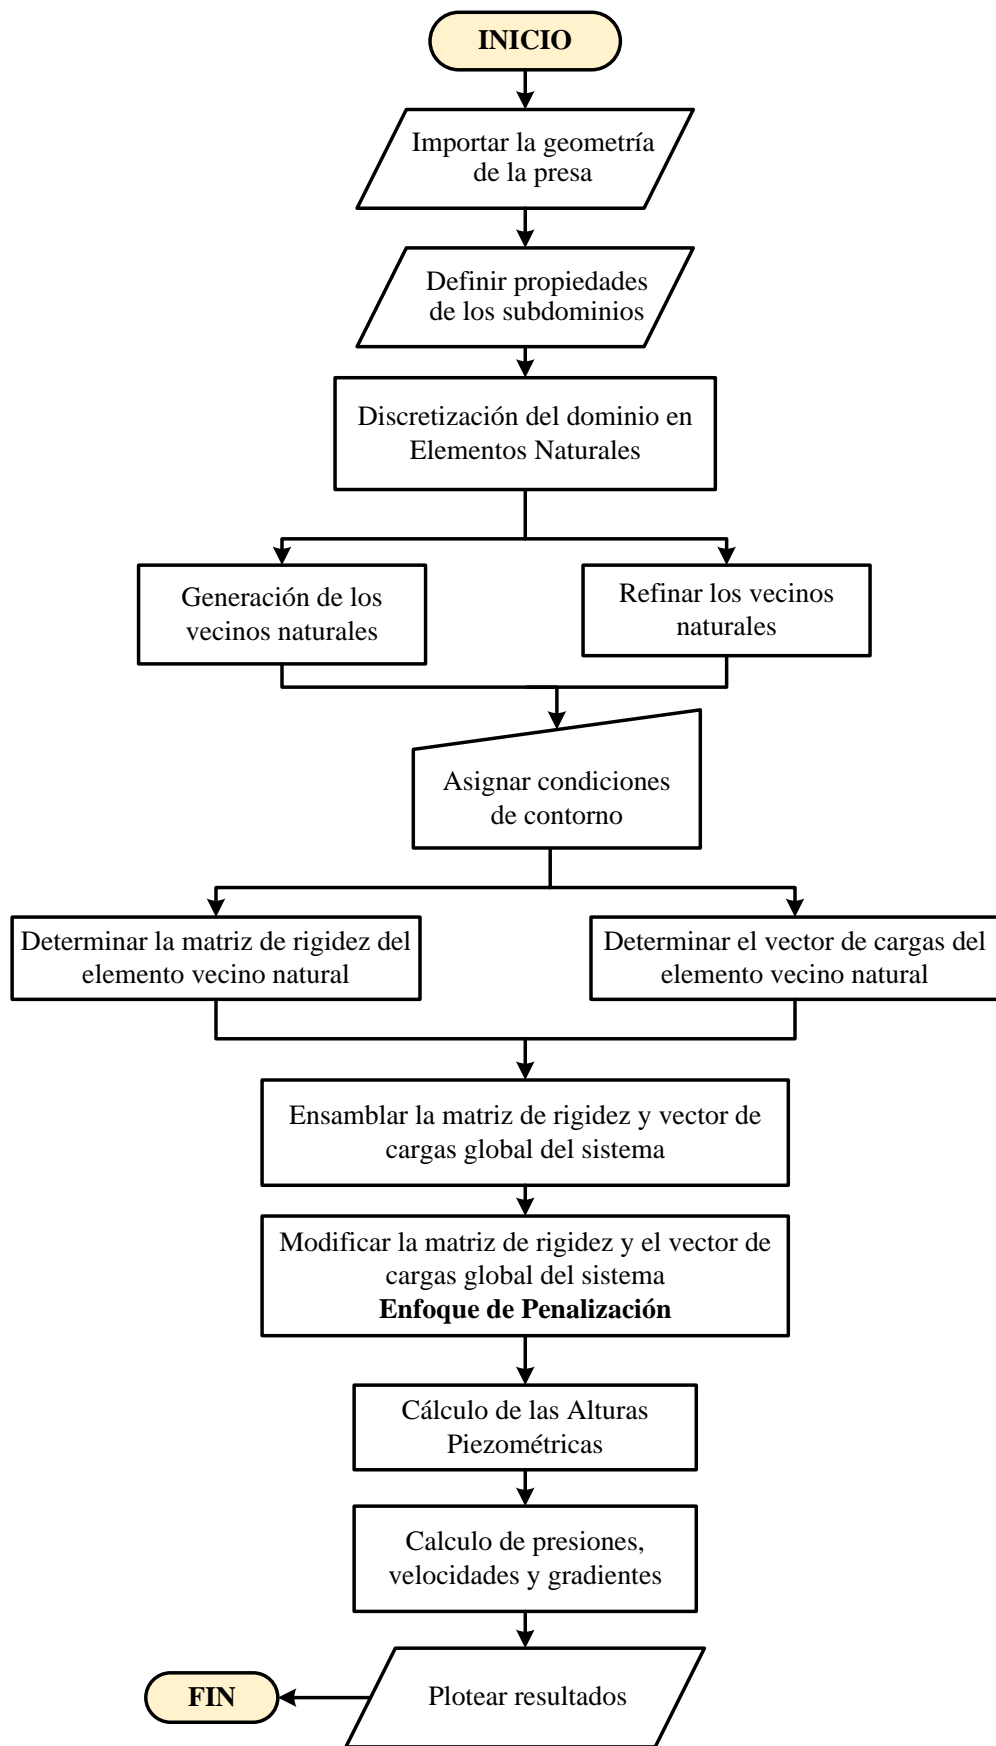 INICIO
Importar la geometría
de la presa
Definir propiedades
de los subdominios
Discretización del dominio en
Elementos Naturales
Generación de los
vecinos naturales
Refinar los vecinos
naturales
Asignar condiciones
de contorno
Determinar la matriz de rigidez del
elemento vecino natural
Determinar el vector de cargas del
elemento vecino natural
Ensamblar la matriz de rigidez y vector de
cargas global del sistema
Modificar la matriz de rigidez y el vector de
cargas global del sistema
Enfoque de Penalización
Cálculo de las Alturas
Piezométricas
Calculo de presiones,
velocidades y gradientes
Plotear resultados
FIN